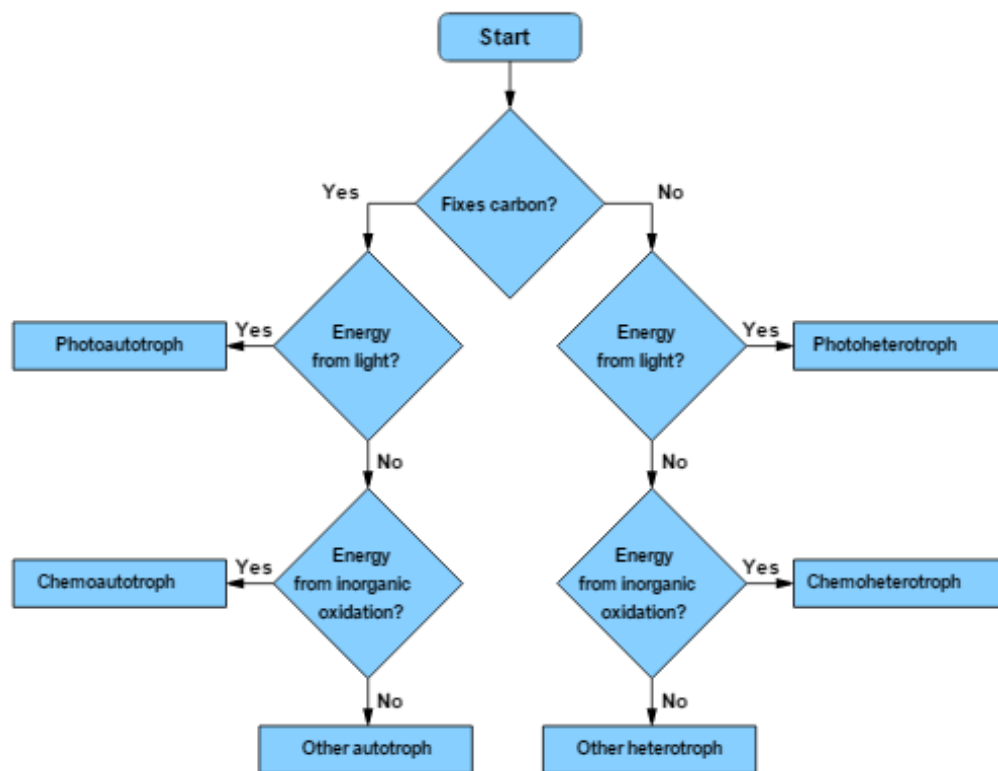 Start
Yes
No
Fixes carbon?
Photoautotroph
Yes
Energy
from light?
Energy
from light?
Yes
Photoheterotroph
No
No
Chemoautotroph
Yes
Energy
from inorganic
oxidation?
Energy
from inorganic
oxidation?
Yes
Chemoheterotroph
No
No
Other autotroph
Other heterotroph